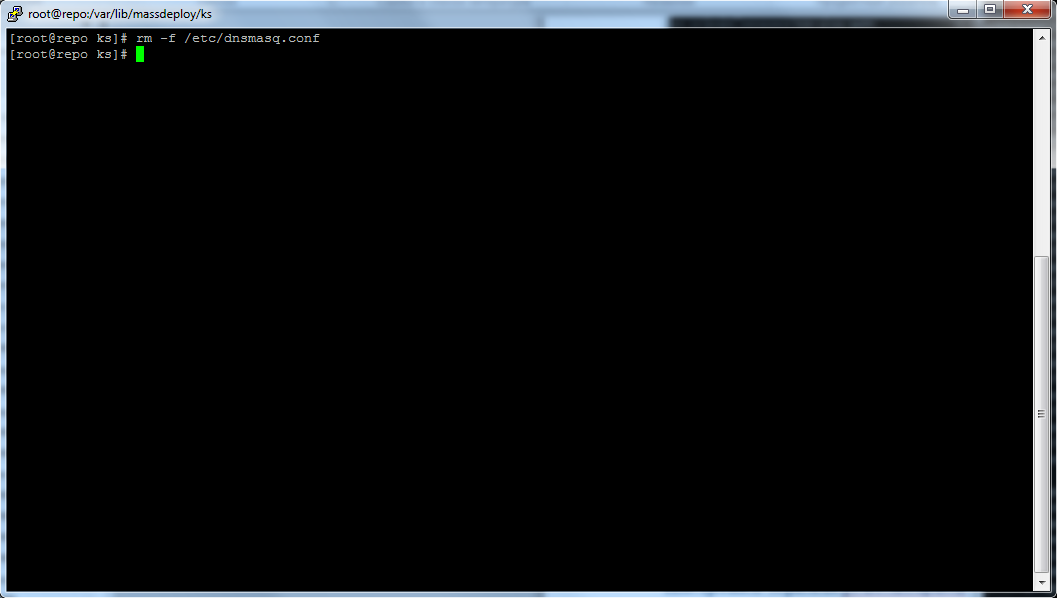 root@repo:/var/lib/massdeploy/ks
[root@repo ks]# rm -f /etc/dnsmasq.conf
[root@repo ks]#